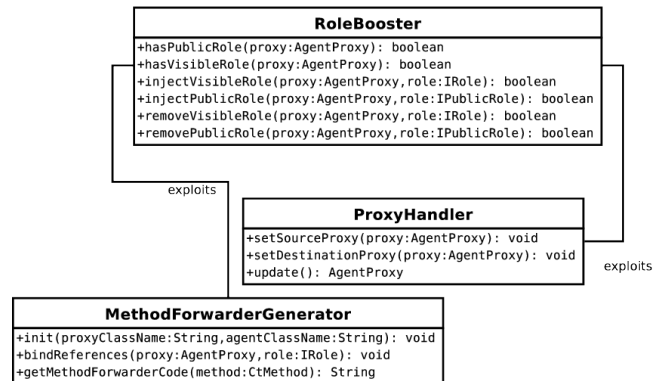 RoleBooster
+hasPublicRole(proxy:AgentProxy): boolean
+hasVisibleRole(proxy:AgentProxy): boolean
+injectVisibleRole(proxy:AgentProxy,role:IRole): boolean
+injectPublicRole(proxy:AgentProxy,role:IPublicRole): boolean
+removeVisibleRole(proxy:AgentProxy,role:IRole): boolean
+removePublicRole(proxy:AgentProxy,role:IPublicRole): boolean
exploits
ProxyHandler
+setSourceProxy(proxy:AgentProxy): void
+setDestinationProxy(proxy:AgentProxy): void
+update(): AgentProxy
exploits
MethodForwarderGenerator
+init(proxyClassName:String,agentClassName:String): void
+bindReferences(proxy:AgentProxy,role:IRole): void
+getMethodForwarderCode(method:CtMethod): String